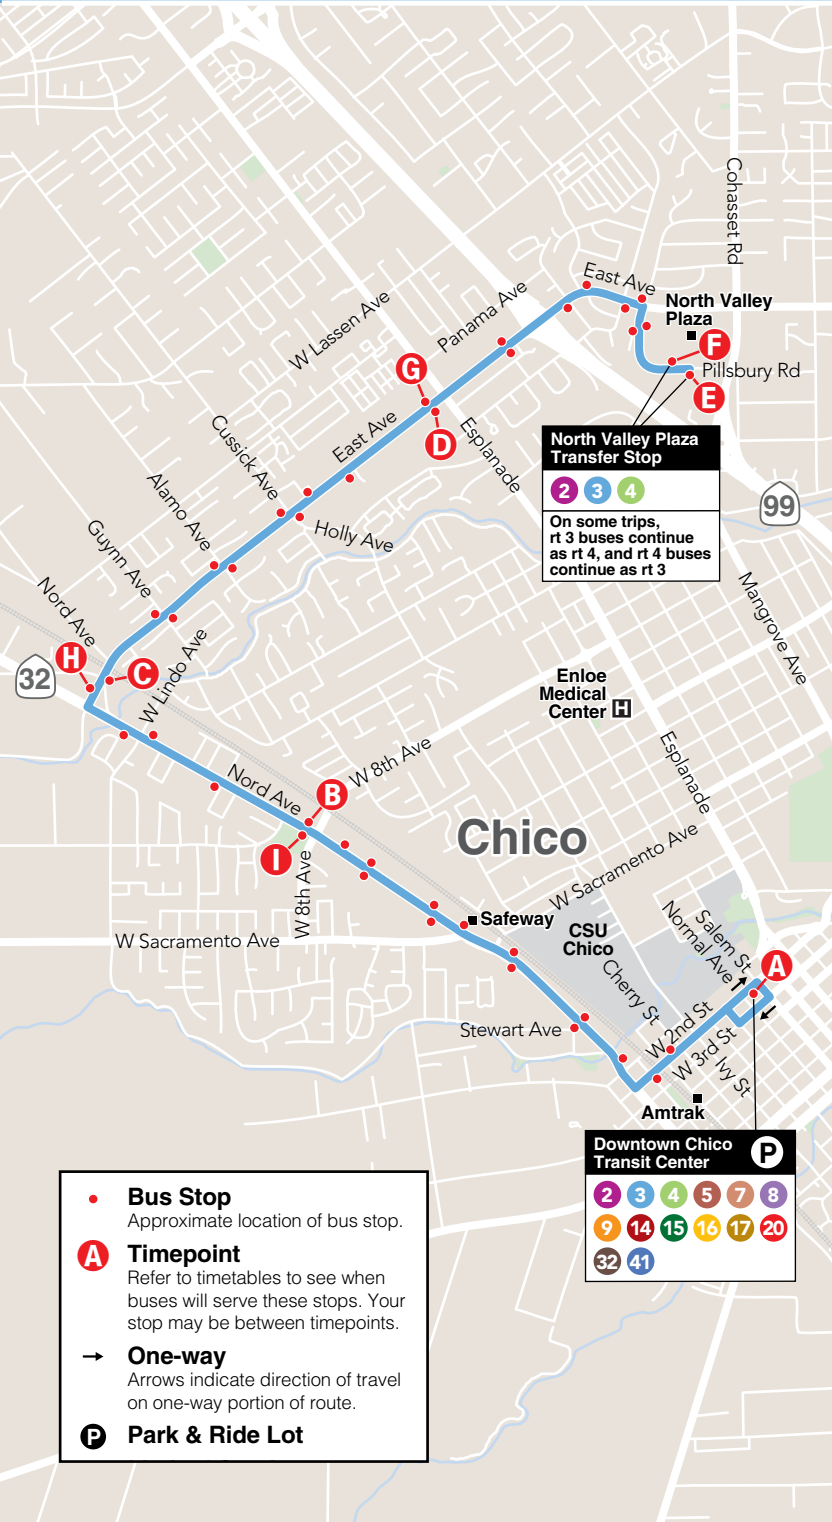 Cohasset Rd
East Ave
North Valley
Plaza
Panama Ave
W Lassen Ave
F
Pillsbury Rd
E
G
D
East Ave
Esplanade
Cussick Ave
North Valley Plaza
Transfer Stop
2 3 4
On some trips,
rt 3 buses continue
as rt 4, and rt 4 buses
continue as rt 3
99
Alamo Ave
Holly Ave
Guynn Ave
Nord Ave
Mangrove Ave
H
C
32
W Lindo Ave
Enloe
Medical
Center H
Esplanade
W 8th Ave
Nord Ave
B
I
W 8th Ave
Chico
W Sacramento Ave
Safeway
W Sacramento Ave
CSU
Chico
Salem St
Normal Ave
A
Cherry St
Stewart Ave
W 2nd St
W 3rd St
Ivy St
Amtrak
Downtown Chico
Transit Center P
2 3 4 5 7 8
9 14 15 16 17 20
32 41
Bus Stop
Approximate location of bus stop.
A Timepoint
Refer to timetables to see when
buses will serve these stops. Your
stop may be between timepoints.
One-way
Arrows indicate direction of travel
on one-way portion of route.
P Park & Ride Lot